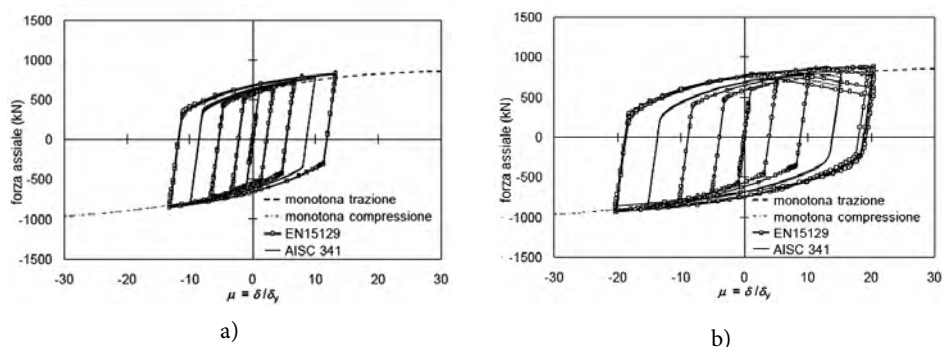 1500
1000
500
0
-500
-1000
-1500
forza assiale (kN)
monotona trazione
monotona compressione
EN15129
AISC 341
-30 -20 -10 0 10 20 30
μ = δ/δy
a)
1500
1000
500
0
-500
-1000
-1500
forza assiale (kN)
monotona trazione
monotona compressione
EN15129
AISC 341
-30 -20 -10 0 10 20 30
μ = δ/δy
b)